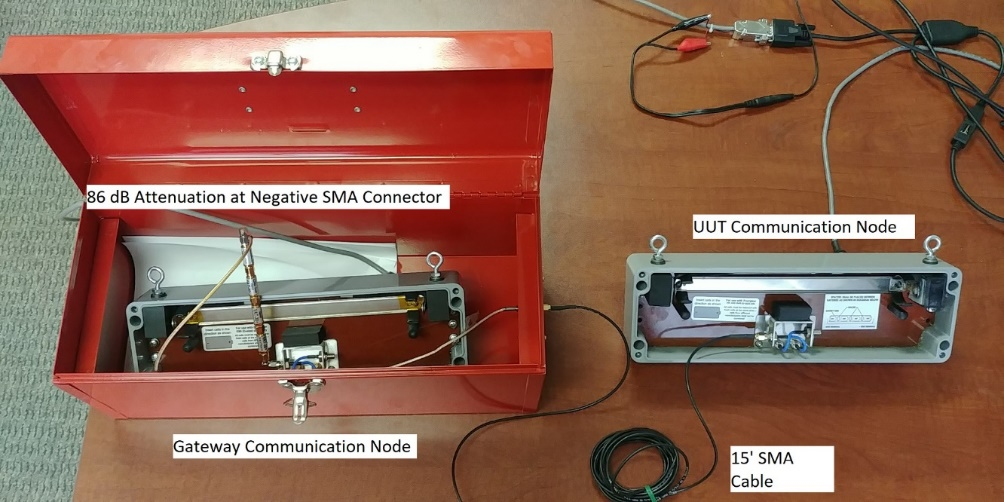 86 dB Attenuation at Negative SMA Connector
UUT Communication Node
Gateway Communication Node
15' SMA
Cable